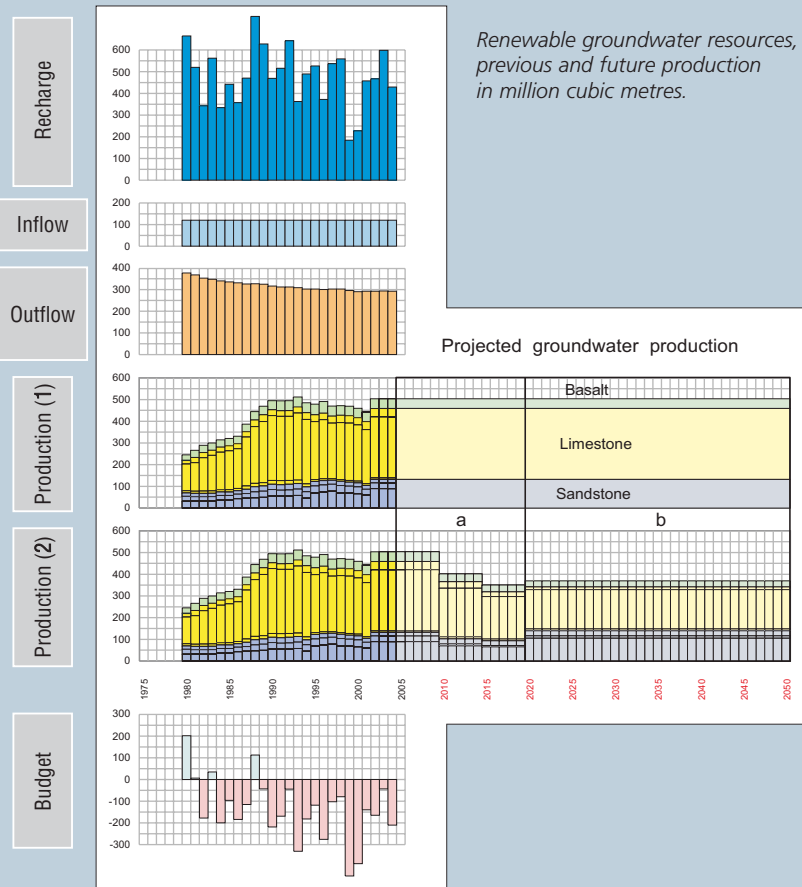 Renewable groundwater resources,
previous and future production
in million cubic metres.
Recharge
600
500
400
300
200
100
0
Inflow
200
100
0
Outflow
400
300
200
100
0
Projected groundwater production
Production (1)
600
500
400
300
200
100
0
Basalt
Limestone
Sandstone
a b
Production (2)
600
500
400
300
200
100
0
1975 1980 1985 1990 1995 2000 2005 2010 2015 2020 2025 2030 2035 2040 2045 2050
Budget
300
200
100
0
-100
-200
-300